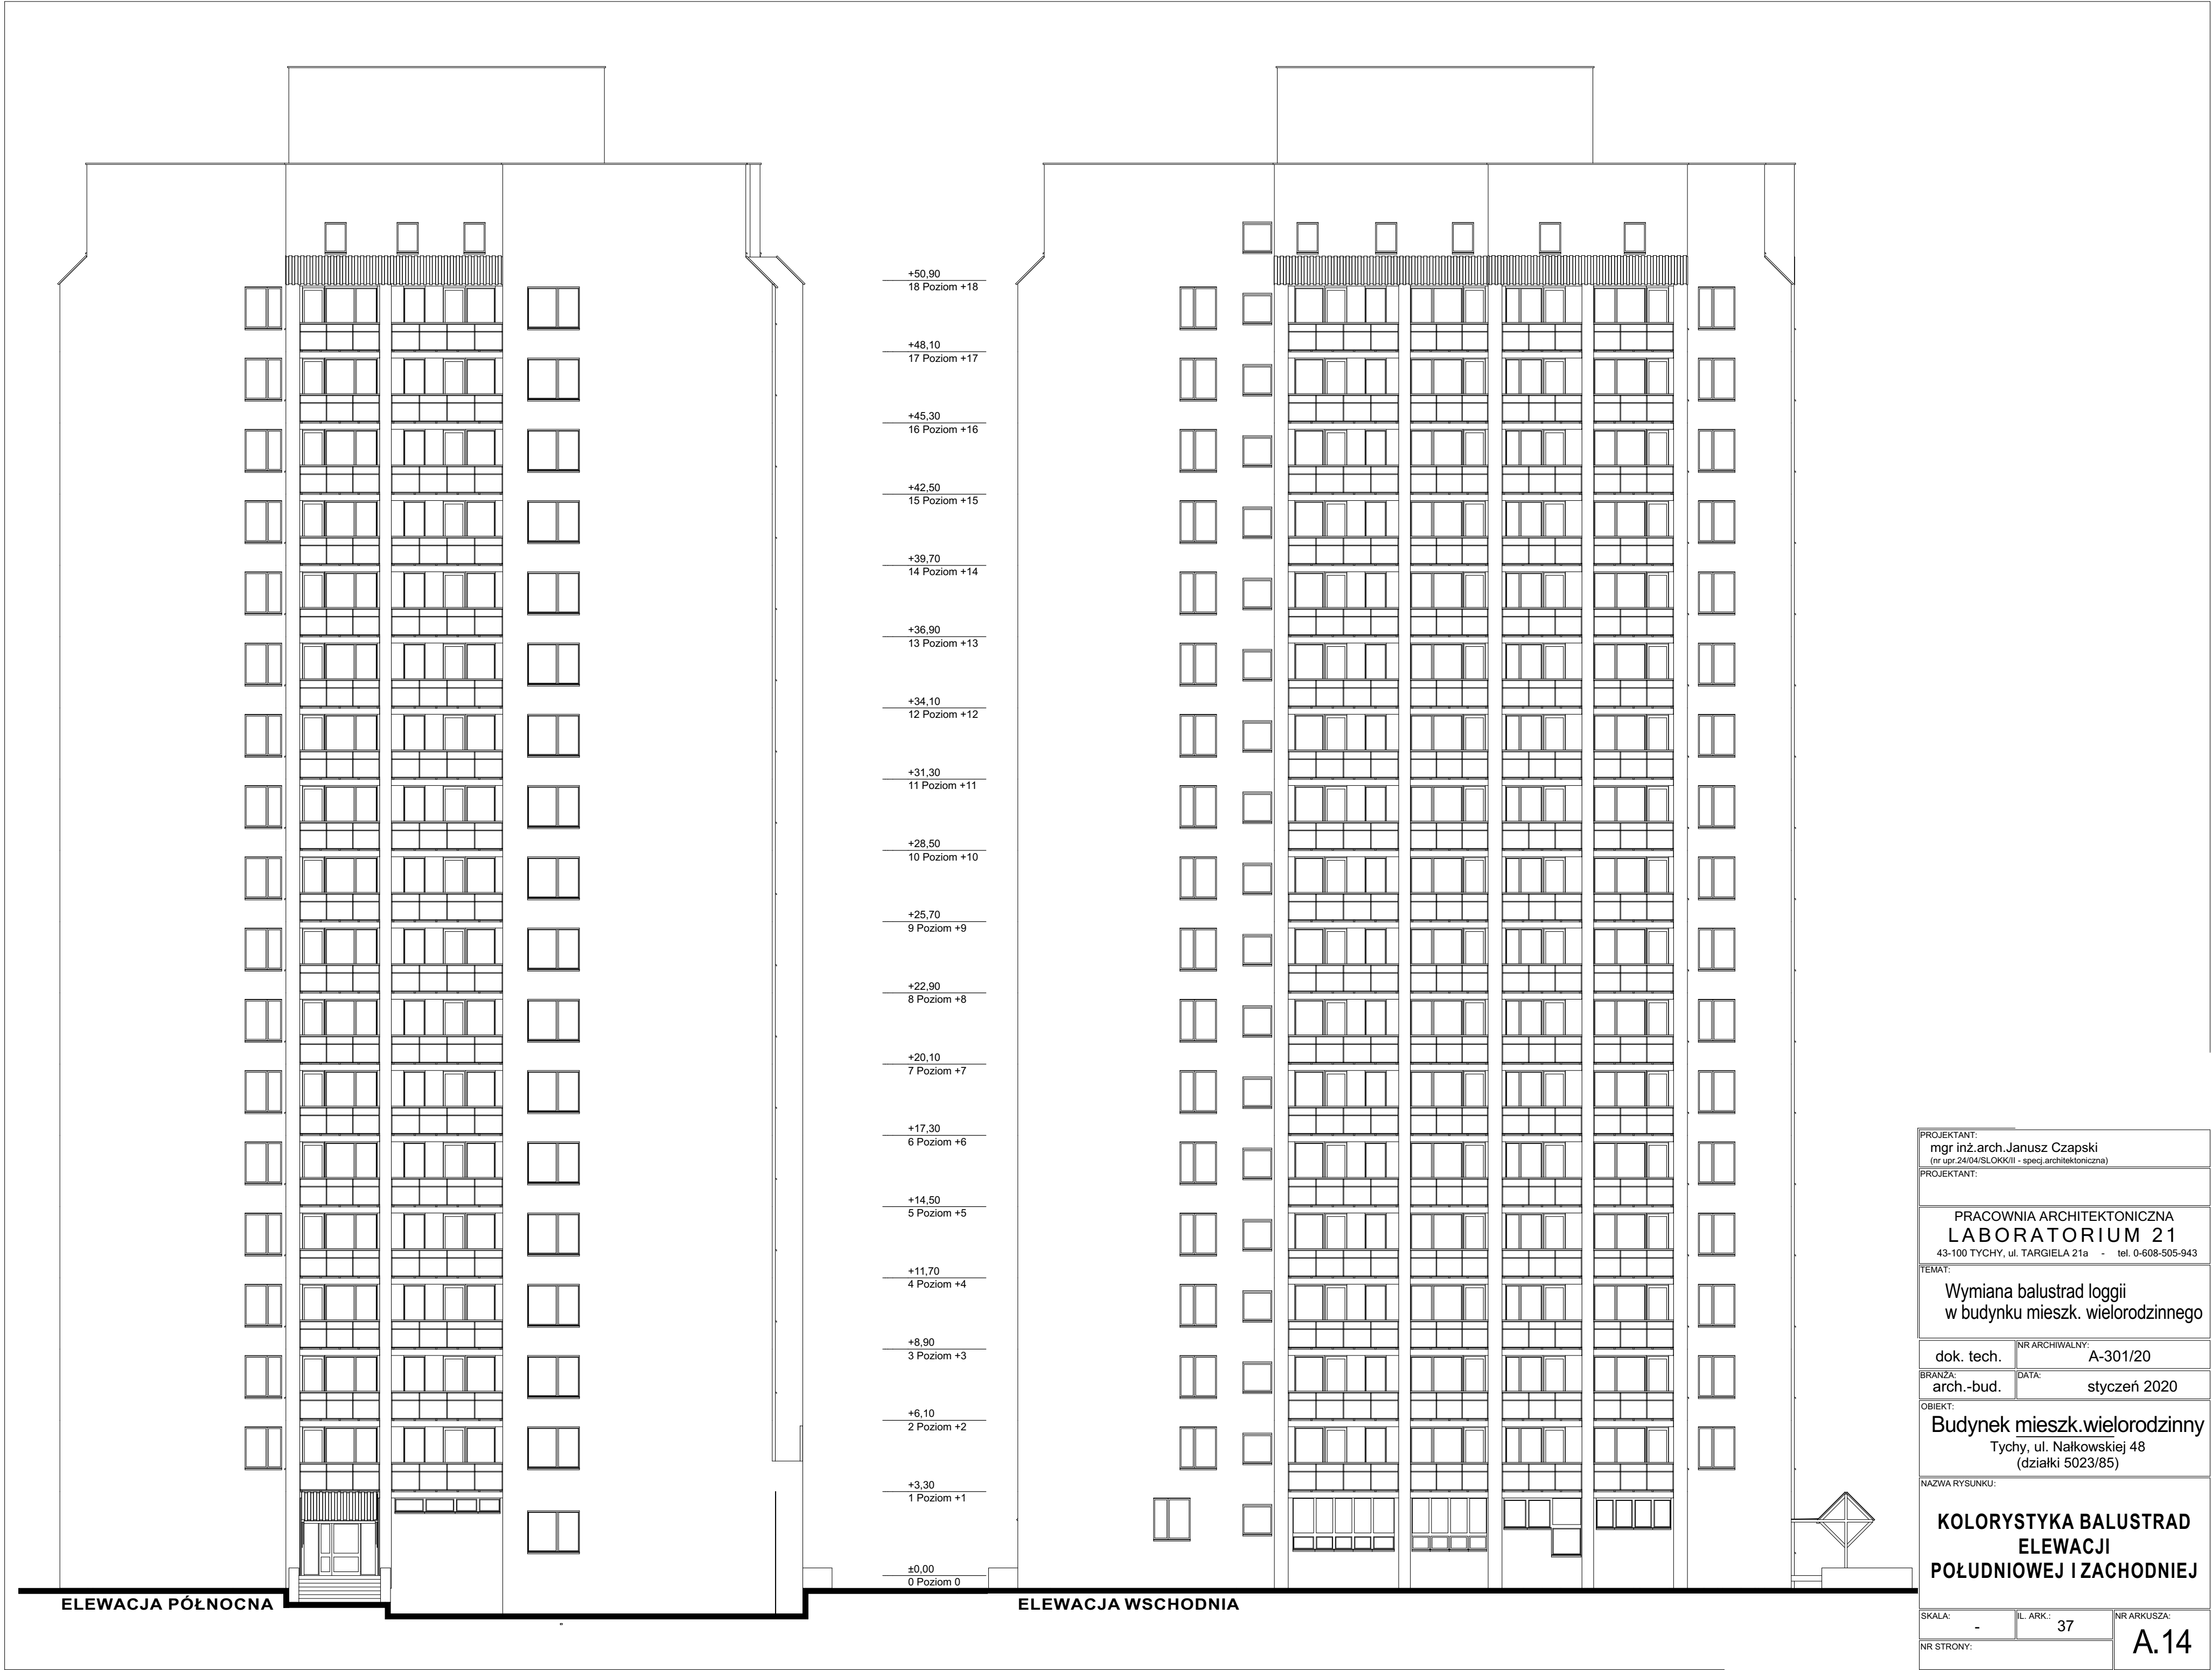 +50,90
18 Poziom +18
+48,10
17 Poziom +17
+45,30
16 Poziom +16
+42,50
15 Poziom +15
+39,70
14 Poziom +14
+36,90
13 Poziom +13
+34,10
12 Poziom +12
+31,30
11 Poziom +11
+28,50
10 Poziom +10
+25,70
9 Poziom +9
+22,90
8 Poziom +8
+20,10
7 Poziom +7
+17,30
6 Poziom +6
+14,50
5 Poziom +5
+11,70
4 Poziom +4
+8,90
3 Poziom +3
+6,10
2 Poziom +2
+3,30
1 Poziom +1
±0,00
0 Poziom 0
ELEWACJA PÓŁNOCNA
ELEWACJA WSCHODNIA
PROJEKTANT:
mgr inż.arch.Janusz Czapski
(nr upr.24/04/SLOKK/II - specj.architektoniczna)
PROJEKTANT:
PRACOWNIA ARCHITEKTONICZNA
LABORATORIUM 21
43-100 TYCHY, ul. TARGIELA 21a - tel. 0-608-505-943
TEMAT:
Wymiana balustrad loggii
w budynku mieszk. wielorodzinnego
dok. tech.
NR ARCHIWALNY:
A-301/20
BRANŻA:
arch.-bud.
DATA:
styczeń 2020
OBIEKT:
Budynek mieszk.wielorodzinny
Tychy, ul. Nałkowskiej 48
(działki 5023/85)
NAZWA RYSUNKU:
KOLORYSTYKA BALUSTRAD
ELEWACJI
POŁUDNIOWEJ I ZACHODNIEJ
SKALA:
-
IL. ARK.:
37
NR ARKUSZA:
A.14
NR STRONY: